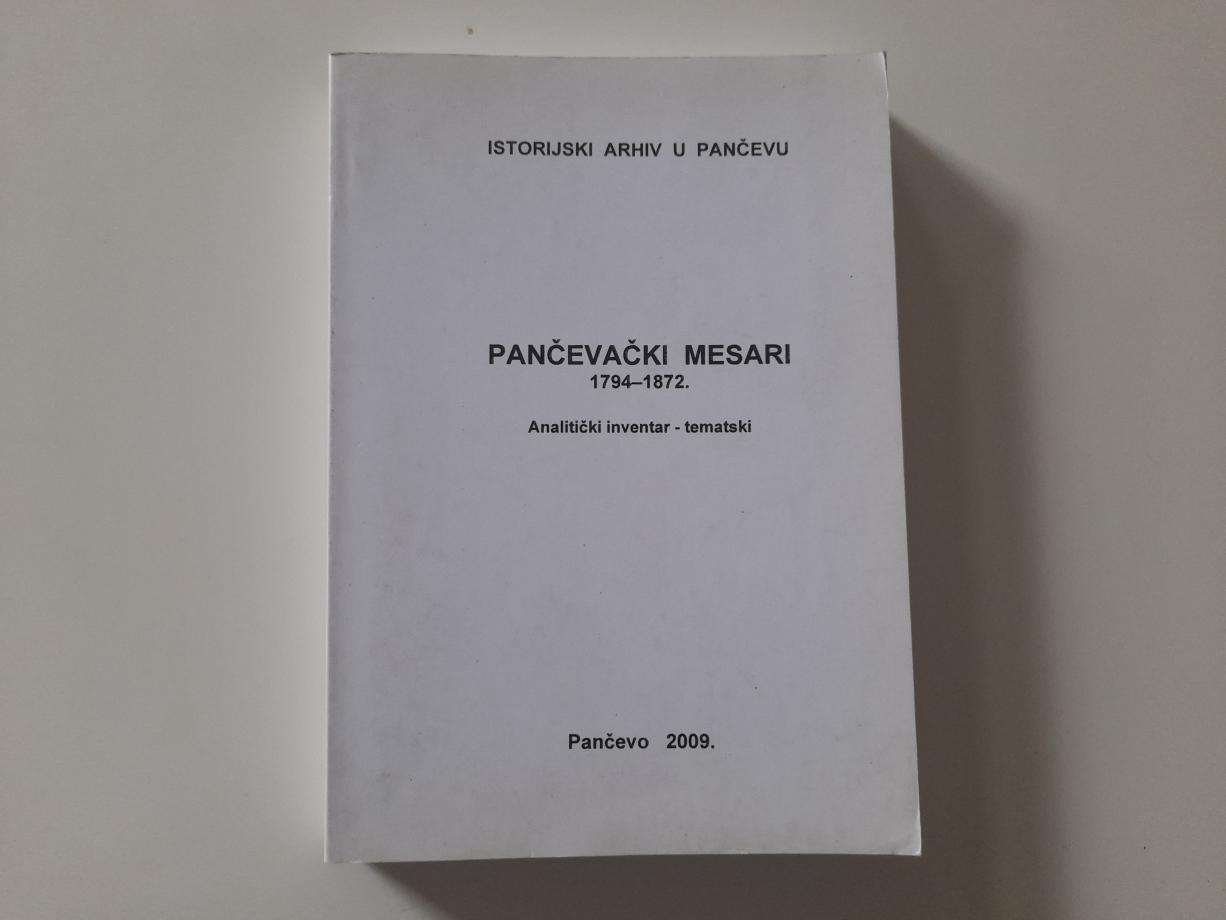 ISTORIJSKI ARHIV U PANČEVU
PANČEVAČKI MESARI
1794–1872.
Analitički inventar - tematski
Pančevo 2009.